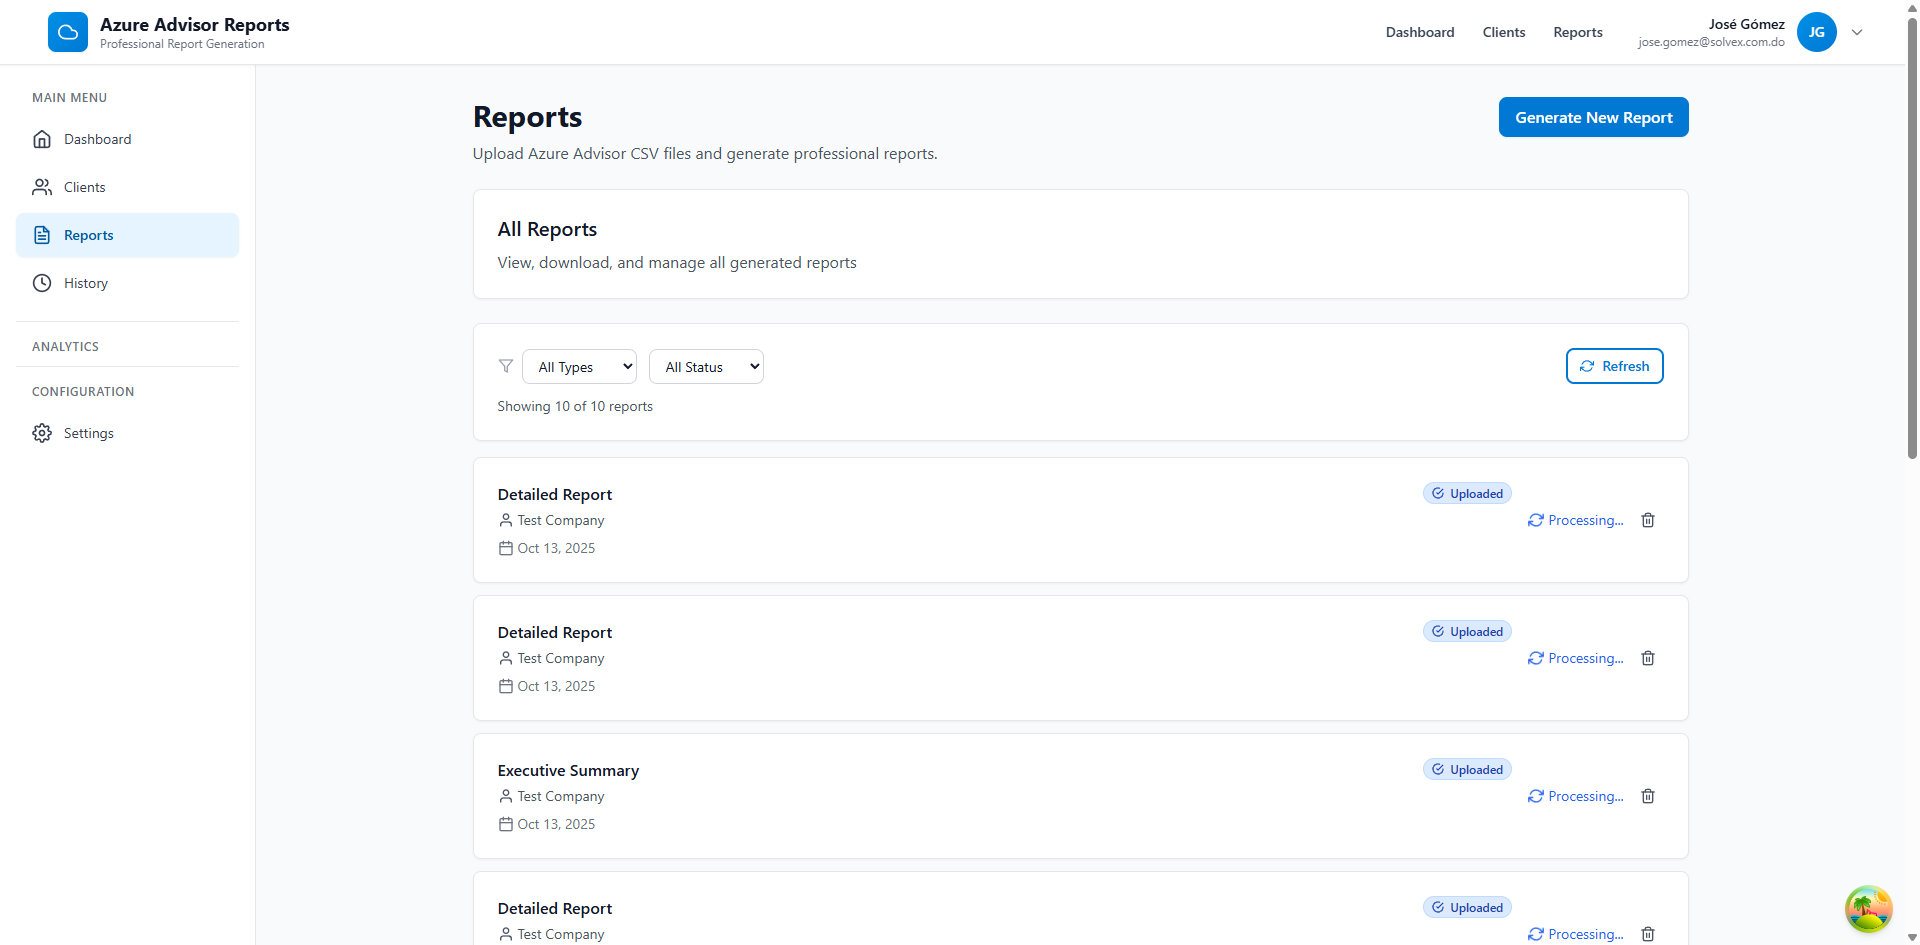 Azure Advisor Reports
Professional Report Generation
Dashboard
Clients
Reports
José Gómez
jose.gomez@solvex.com.do
JG
MAIN MENU
Dashboard
Clients
Reports
History
ANALYTICS
CONFIGURATION
Settings
Reports
Generate New Report
Upload Azure Advisor CSV files and generate professional reports.
All Reports
View, download, and manage all generated reports
All Types
All Status
Refresh
Showing 10 of 10 reports
Detailed Report
Uploaded
Test Company
Processing...
Oct 13, 2025
Detailed Report
Uploaded
Test Company
Processing...
Oct 13, 2025
Executive Summary
Uploaded
Test Company
Processing...
Oct 13, 2025
Detailed Report
Uploaded
Test Company
Processing...